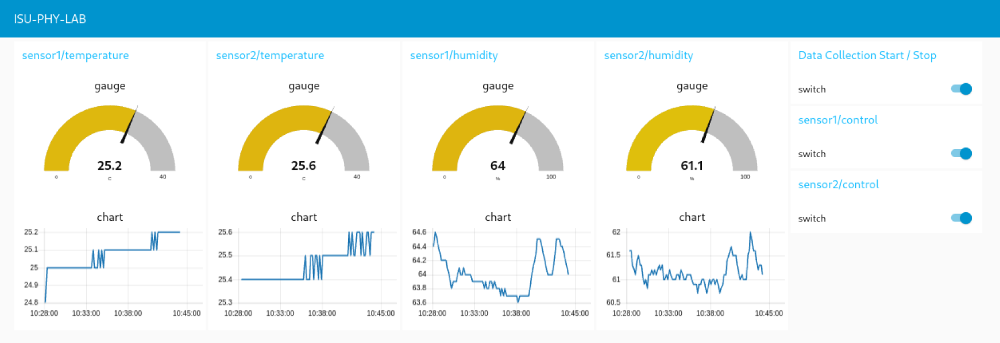 ISU-PHY-LAB
sensor1/temperature
gauge
25.2
0
C
40
chart
25.2
25.1
25
24.9
24.8
10:28:00 10:33:00 10:38:00 10:45:00
sensor2/temperature
gauge
25.6
0
C
40
chart
25.6
25.5
25.4
25.3
10:28:00 10:33:00 10:38:00 10:45:00
sensor1/humidity
gauge
64
0
%
100
chart
64.6
64.4
64.2
64
63.8
63.6
10:28:00 10:33:00 10:38:00 10:45:00
sensor2/humidity
gauge
61.1
0
%
100
chart
62
61.5
61
60.5
10:28:00 10:33:00 10:38:00 10:45:00
Data Collection Start / Stop
switch
sensor1/control
switch
sensor2/control
switch